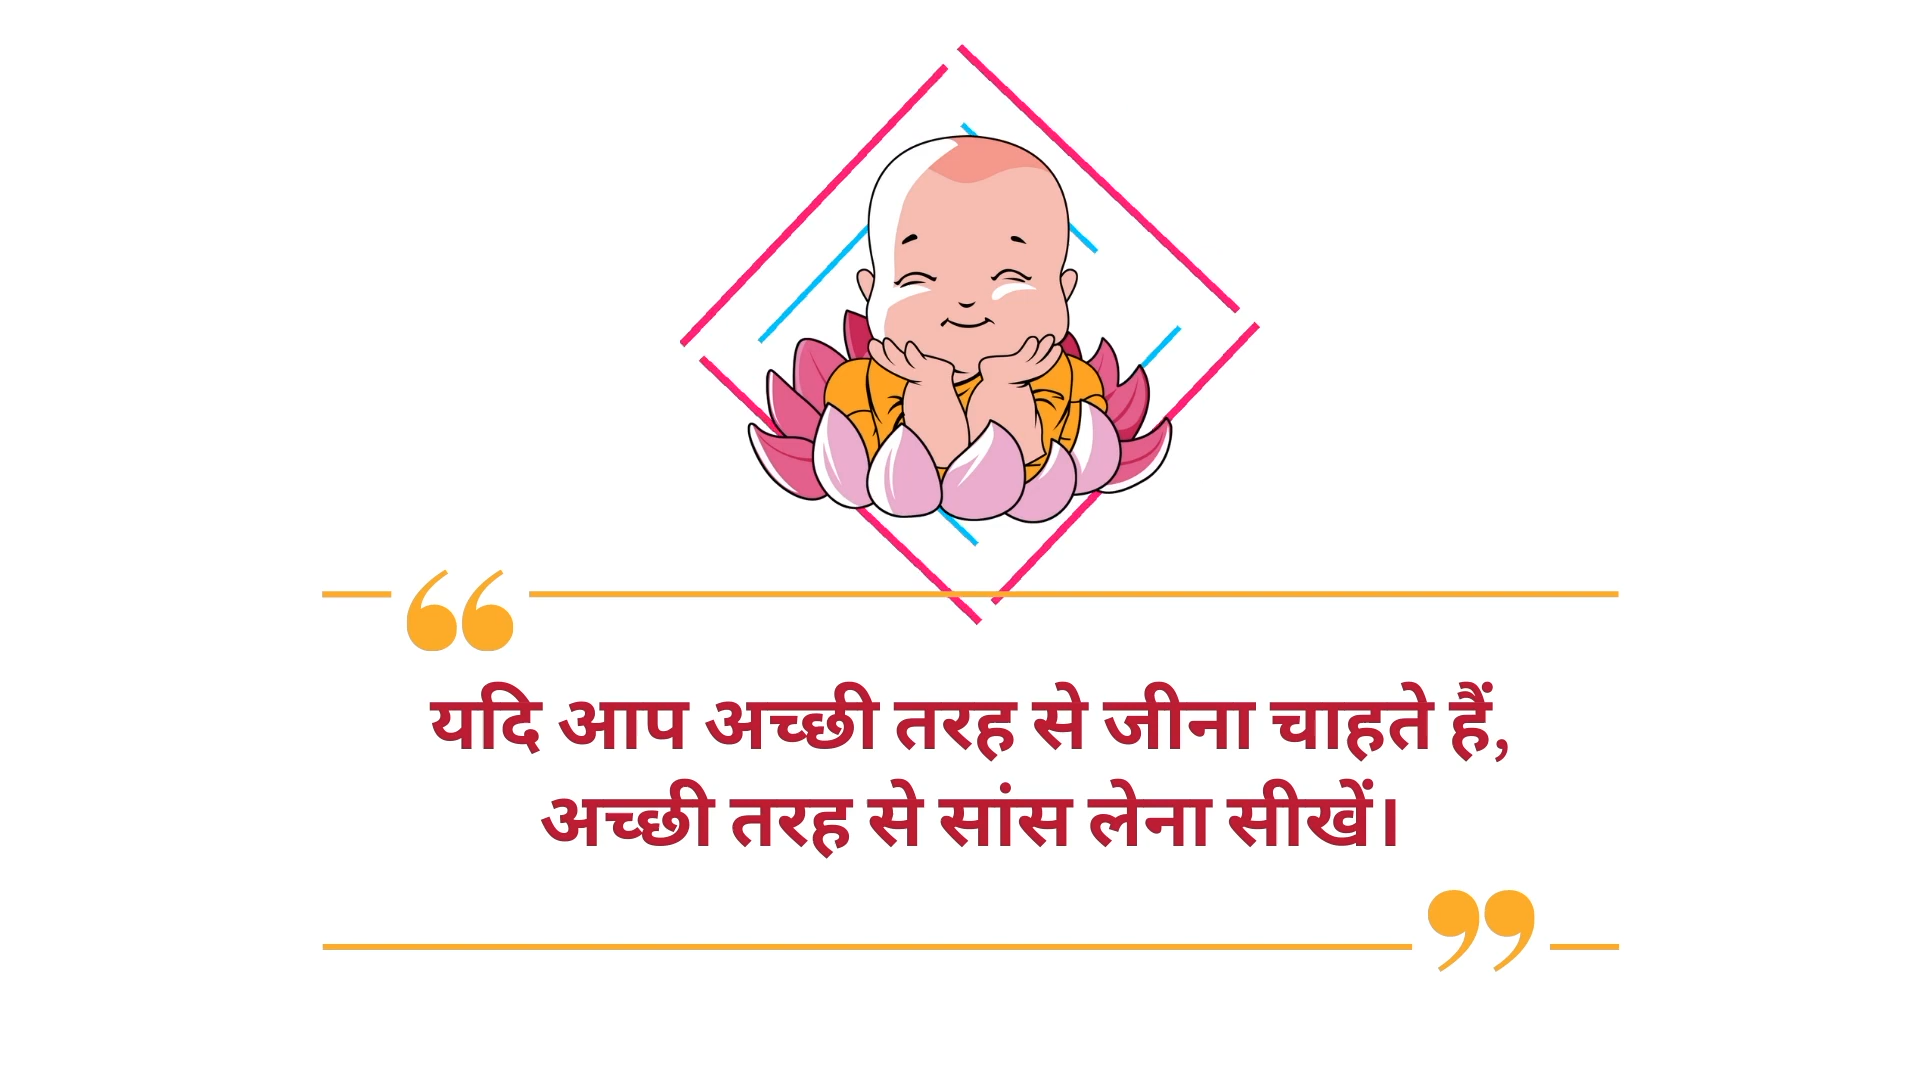 “
यदि आप अच्छी तरह से जीना चाहते हैं,
अच्छी तरह से सांस लेना सीखें।
”